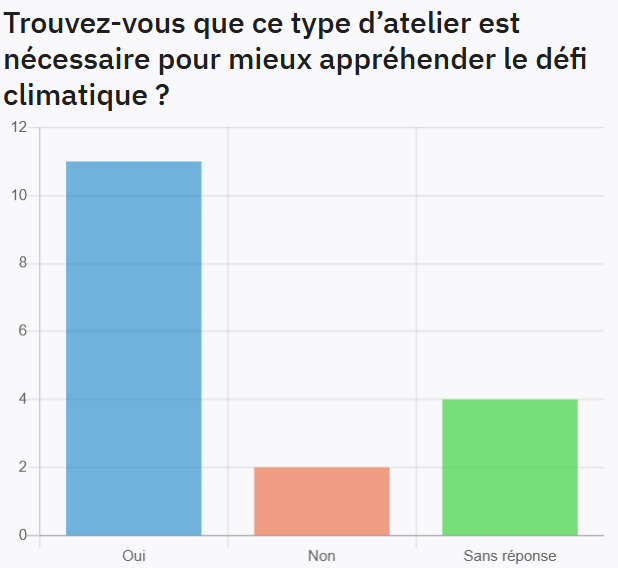 Trouvez-vous que ce type d’atelier est
nécessaire pour mieux appréhender le défi
climatique ?
12
10
8
6
4
2
0
Oui Non Sans réponse